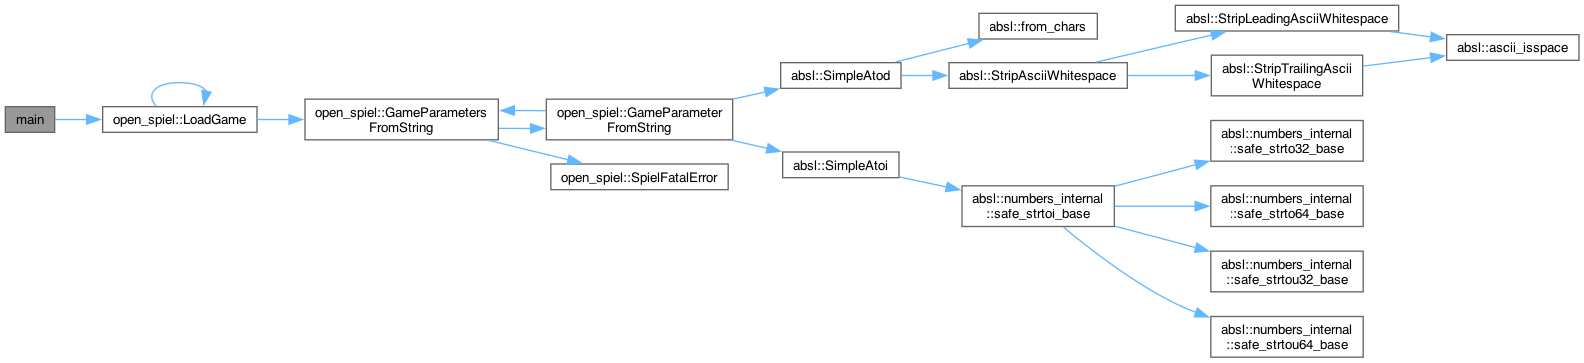 main
open_spiel::LoadGame
open_spiel::GameParameters
FromString
open_spiel::GameParameter
FromString
open_spiel::SpielFatalError
absl::SimpleAtod
absl::SimpleAtoi
absl::from_chars
absl::StripAsciiWhitespace
absl::numbers_internal
::safe_strtoi_base
absl::StripLeadingAsciiWhitespace
absl::StripTrailingAscii
Whitespace
absl::numbers_internal
::safe_strto32_base
absl::numbers_internal
::safe_strto64_base
absl::numbers_internal
::safe_strtou32_base
absl::numbers_internal
::safe_strtou64_base
absl::ascii_isspace